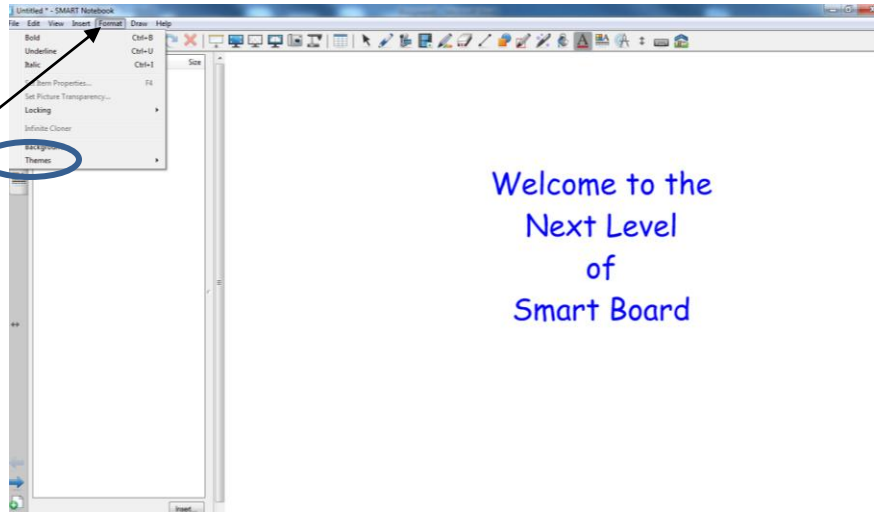 Untitled * - SMART Notebook
File Edit View Insert Format Draw Help
Bold Ctrl+B
Underline Ctrl+U
Italic Ctrl+I
Item Properties... F4
Set Picture Transparency...
Locking
Infinite Cloner
Background
Themes
Size
Welcome to the
Next Level
of
Smart Board
Insert...